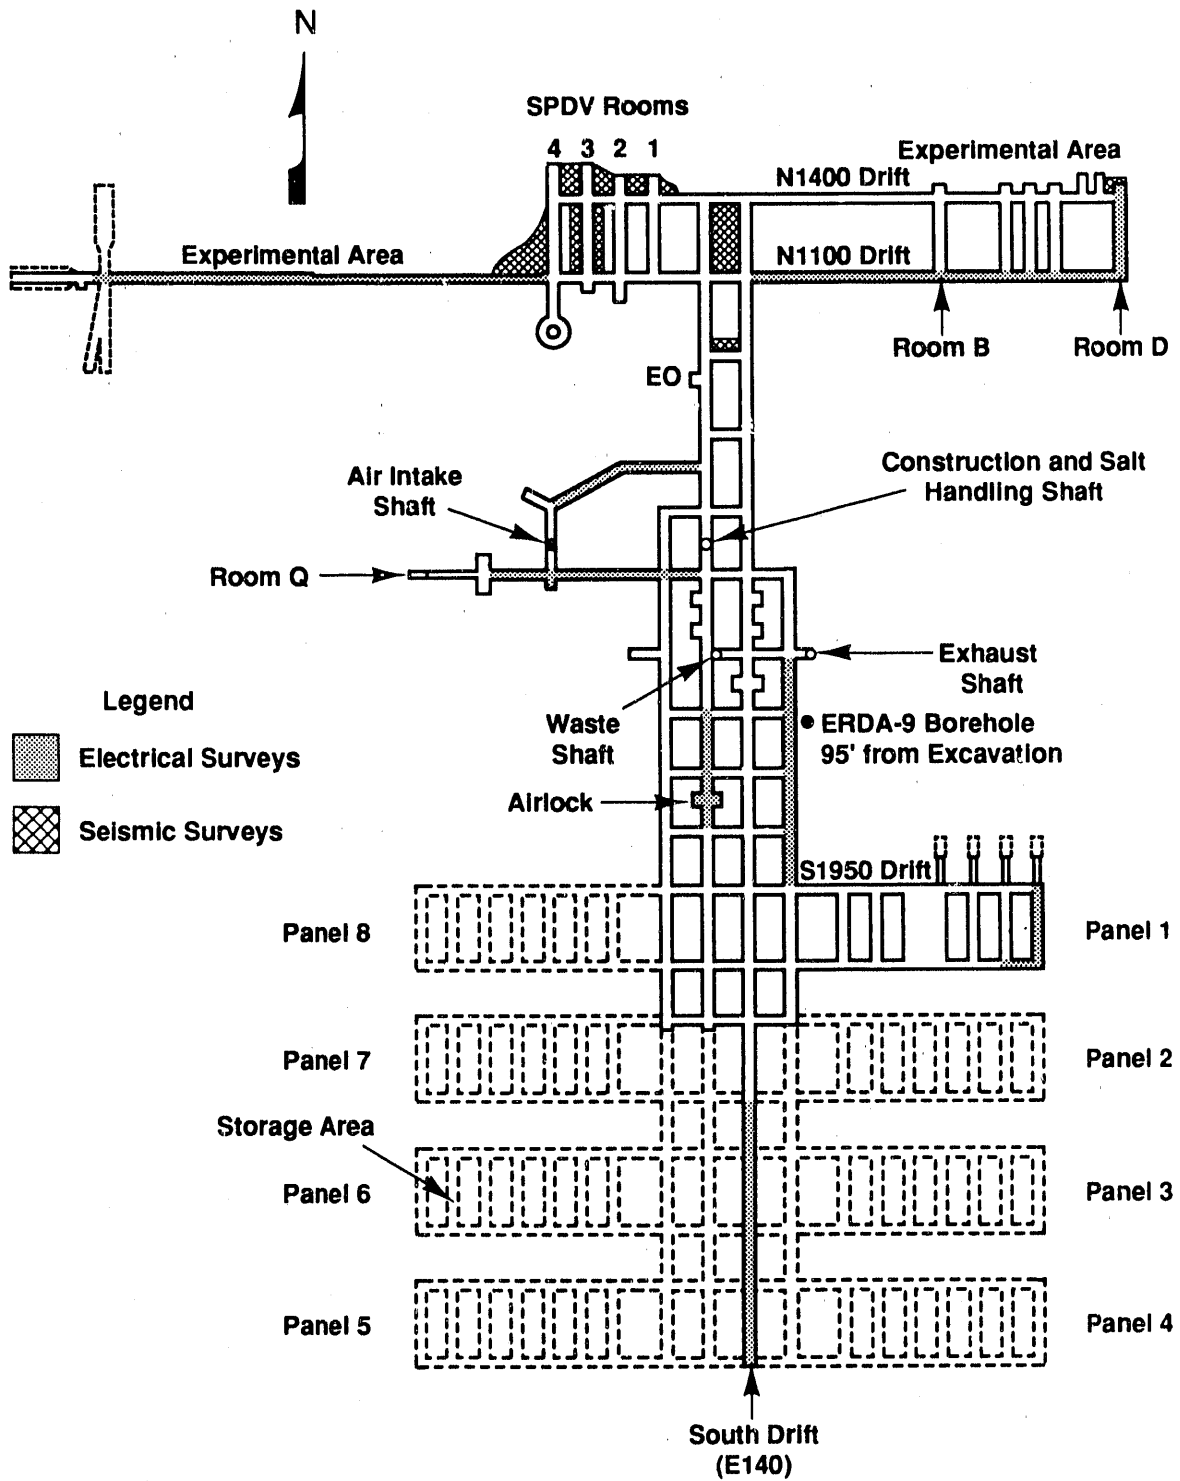 N
SPDV Rooms
4 3 2 1
Experimental Area
N1400 Drift
Experimental Area
N1100 Drift
Room B
Room D
EO
Air Intake
Shaft
Construction and Salt
Handling Shaft
Room Q
Exhaust
Shaft
Legend
Waste
Shaft
ERDA-9 Borehole
95' from Excavation
Electrical Surveys
Airlock
Seismic Surveys
S1950 Drift
Panel 8
Panel 1
Panel 7
Panel 2
Storage Area
Panel 6
Panel 3
Panel 5
Panel 4
South Drift
(E140)